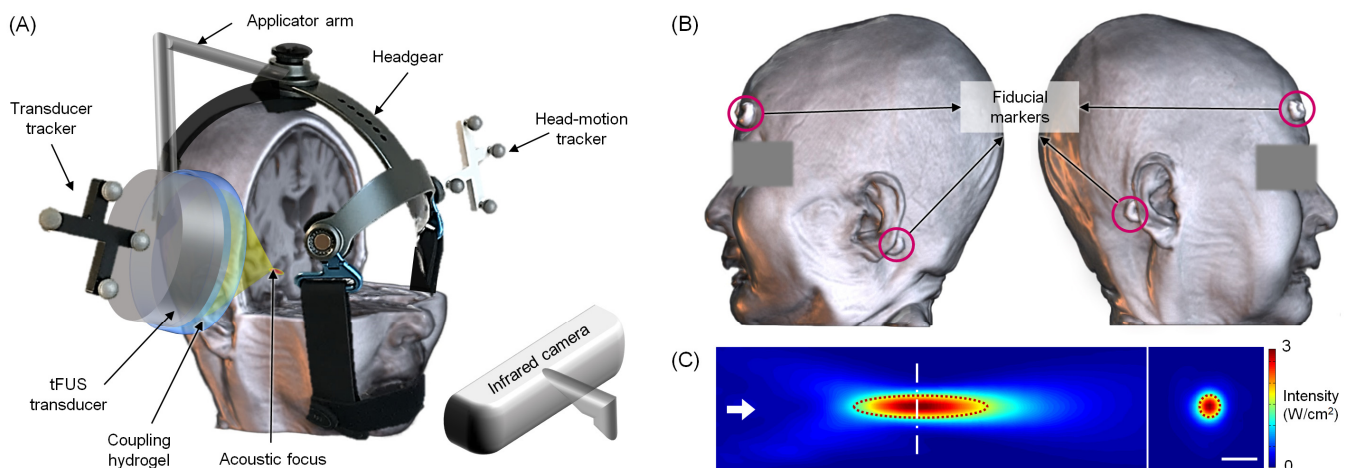 (A)
Applicator arm
Headgear
Transducer
tracker
Head-motion
tracker
Infrared camera
tFUS
transducer
Coupling
hydrogel
Acoustic focus
(B)
Fiducial
markers
(C)
3
Intensity
(W/cm²)
0